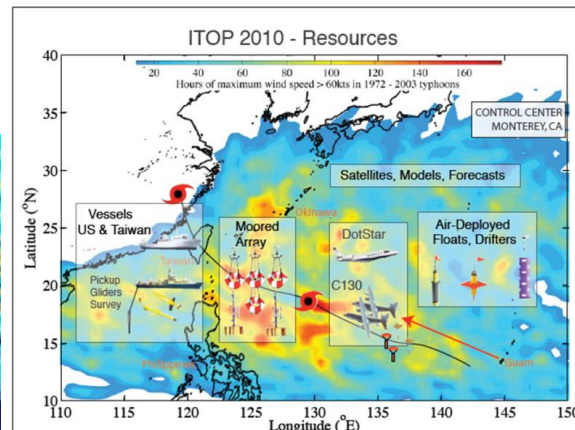 ITOP 2010 - Resources
20 40 60 80 100 120 140 160
Hours of maximum wind speed > 60kts in 1972 - 2003 typhoons
CONTROL CENTER
MONTEREY, CA
Satellites, Models, Forecasts
Vessels
US & Taiwan
Taiwan
Pickup
Gliders
Survey
Moored
Array
Okinawa
DotStar
C130
Air-Deployed
Floats, Drifters
Guam
Philippines
Latitude (°N)
40
35
30
25
20
15
10
110 115 120 125 130 135 140 145 150
Longitude (°E)